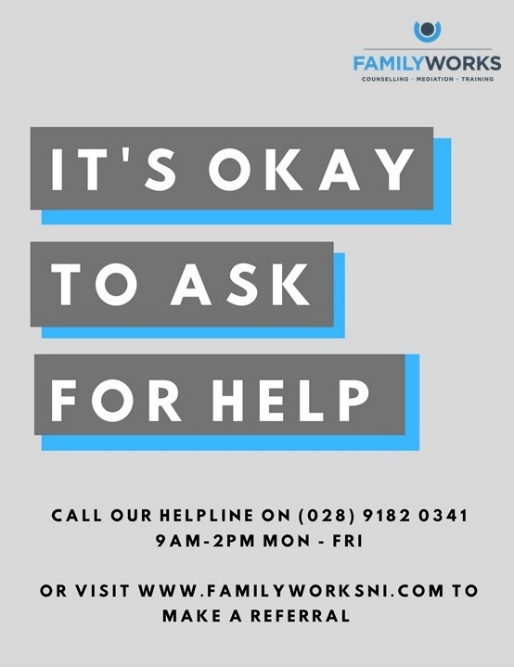 FAMILYWORKS
COUNSELLING - MEDIATION - TRAINING
IT'S OKAY
TO ASK
FOR HELP
CALL OUR HELPLINE ON (028) 9182 0341
9AM-2PM MON - FRI
OR VISIT WWW.FAMILYWORKSNI.COM TO
MAKE A REFERRAL